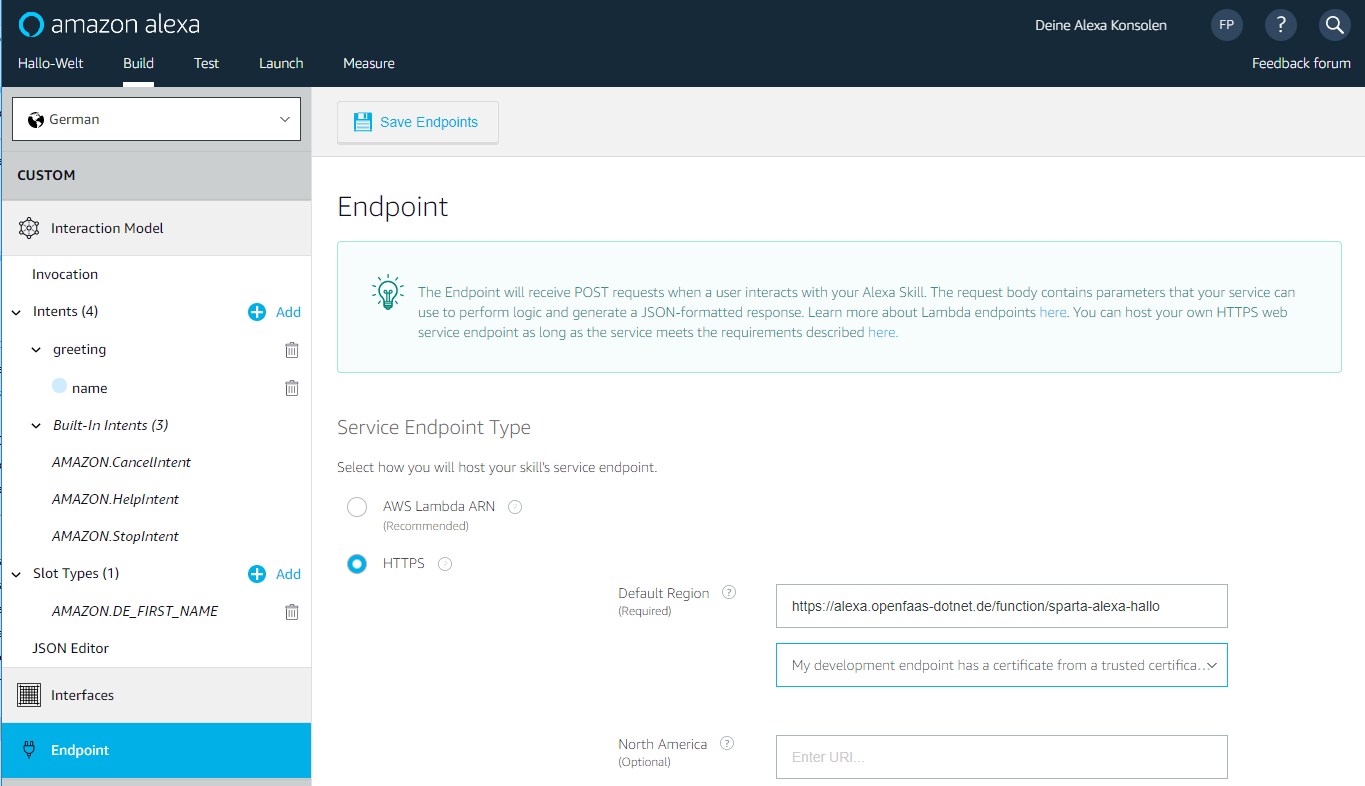 amazon alexa
Deine Alexa Konsolen
FP
?
Hallo-Welt
Build
Test
Launch
Measure
Feedback forum
German
Save Endpoints
CUSTOM
Interaction Model
Invocation
Intents (4)
Add
greeting
name
Built-In Intents (3)
AMAZON.CancelIntent
AMAZON.HelpIntent
AMAZON.StopIntent
Slot Types (1)
Add
AMAZON.DE_FIRST_NAME
JSON Editor
Interfaces
Endpoint
Endpoint
The Endpoint will receive POST requests when a user interacts with your Alexa Skill. The request body contains parameters that your service can
use to perform logic and generate a JSON-formatted response. Learn more about Lambda endpoints here. You can host your own HTTPS web
service endpoint as long as the service meets the requirements described here.
Service Endpoint Type
Select how you will host your skill's service endpoint.
AWS Lambda ARN ?
(Recommended)
HTTPS ?
Default Region ?
(Required)
https://alexa.openfaas-dotnet.de/function/sparta-alexa-hallo
My development endpoint has a certificate from a trusted certifica...
North America ?
(Optional)
Enter URI...